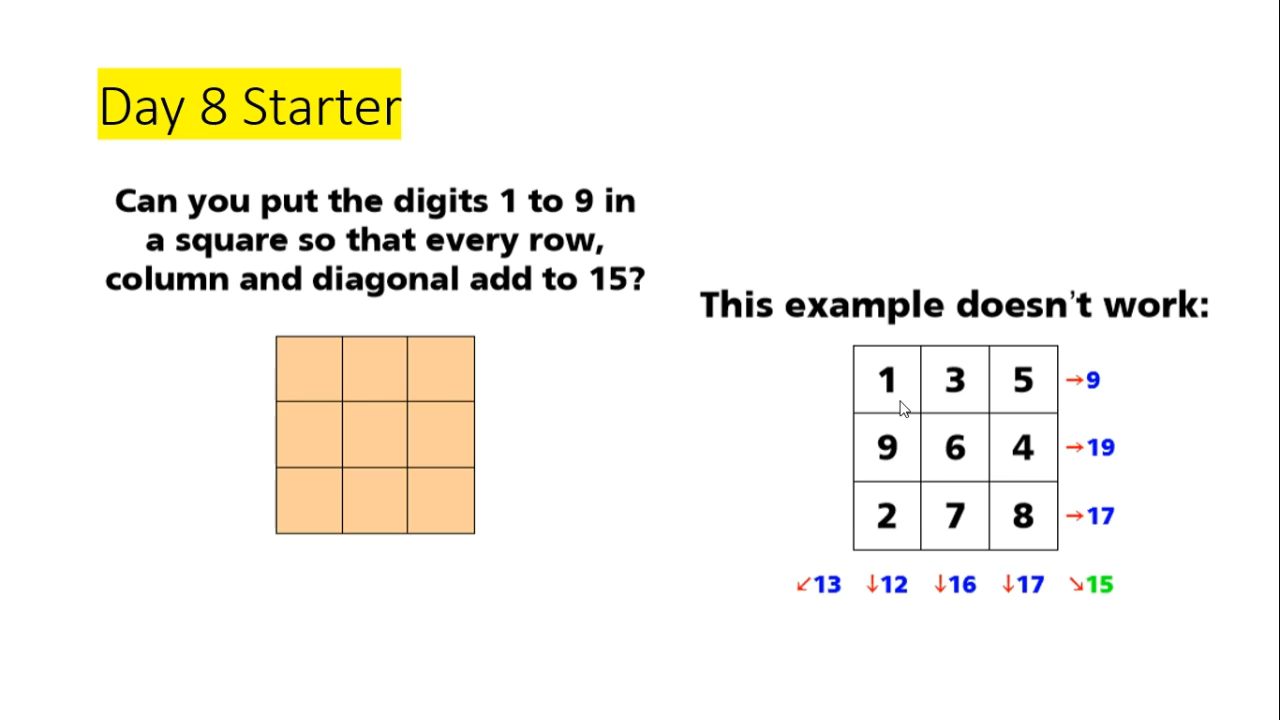 Day 8 Starter
Can you put the digits 1 to 9 in
a square so that every row,
column and diagonal add to 15?
This example doesn't work:
1 3 5 →9
9 6 4 →19
2 7 8 →17
↙13 ↓12 ↓16 ↓17 ↘15